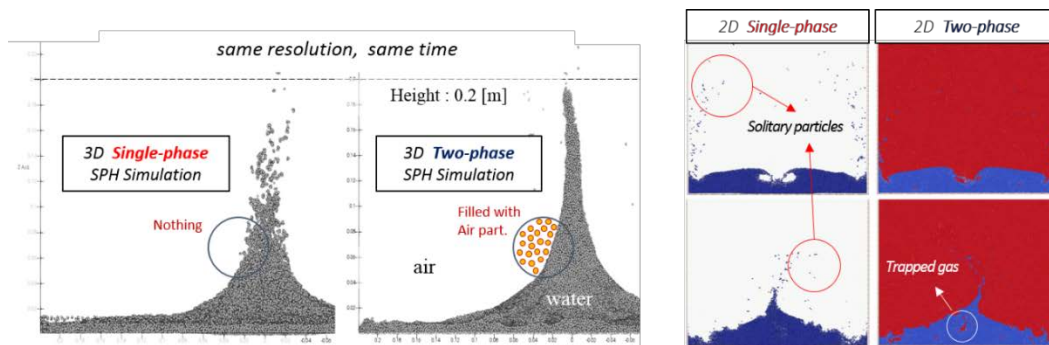 same resolution, same time
Height : 0.2 [m]
3D Single-phase
SPH Simulation
3D Two-phase
SPH Simulation
Nothing
Filled with
Air part.
air
water
2D Single-phase
2D Two-phase
Solitary particles
Trapped gas